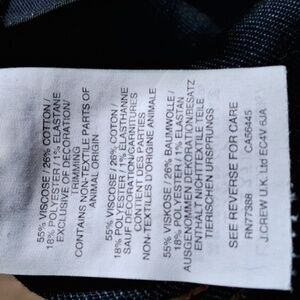 55% VISCOSE / 26% COTTON /
18% POLYESTER / 1% ELASTANE
EXCLUSIVE OF DECORATION/
TRIMMING
CONTAINS NON-TEXTILE PARTS OF
ANIMAL ORIGIN
55% VISCOSE / 26% COTON /
18% POLYESTER / 1% ÉLASTHANNE
SAUF DÉCORATION/GARNITURES
CONTIENT DES PARTIES
NON-TEXTILES D'ORIGINE ANIMALE
55% VISKOSE / 26% BAUMWOLLE /
18% POLYESTER / 1% ELASTAN
AUSGENOMMEN DEKORATION/BESATZ
ENTHÄLT NICHTTEXTILE TEILE
TIERISCHEN URSPRUNGS
SEE REVERSE FOR CARE
RN77388 CA56445
J.CREW U.K. Ltd EC4V 6JA